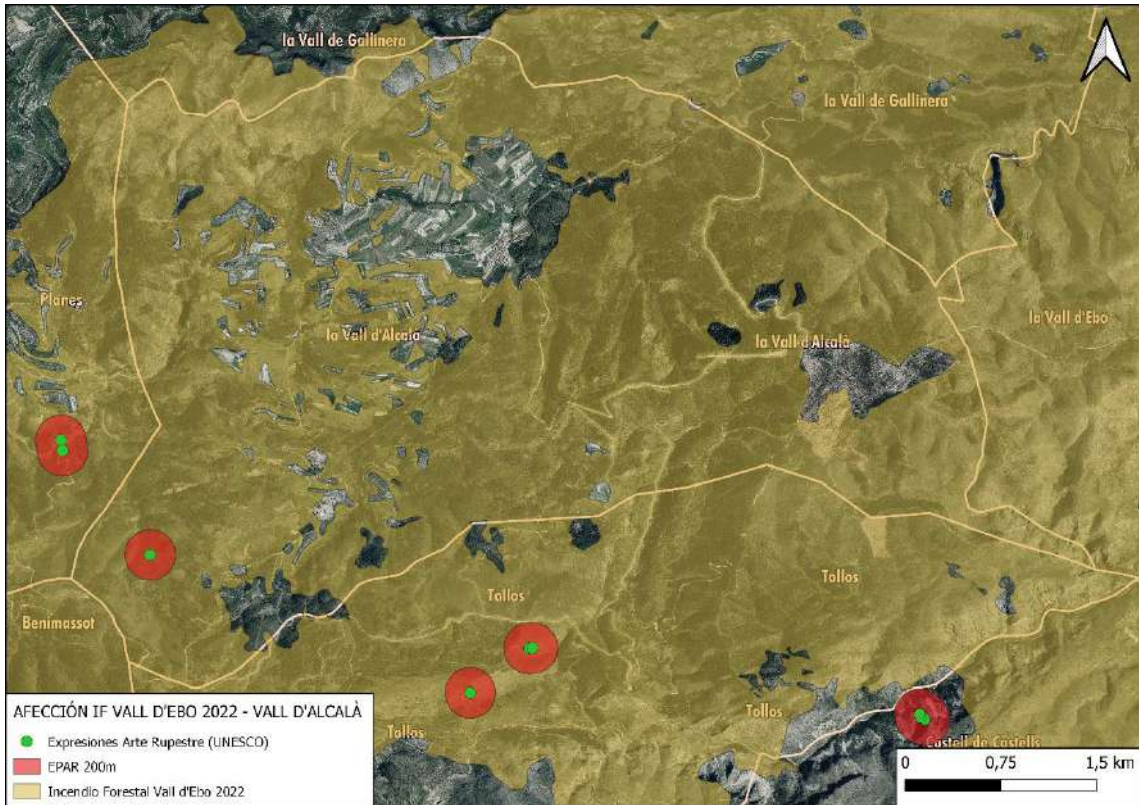 la Vall de Gallinera
la Vall de Gallinera
Planes
la Vall d'Ebo
la Vall d'Alcalà
la Vall d'Alcalà
Tollos
Tollos
Benimassot
Tollos
Tollos
Castell de Castells
AFECCIÓN IF VALL D'EBO 2022 - VALL D'ALCALÀ
Expresiones Arte Rupestre (UNESCO)
EPAR 200m
Incendio Forestal Vall d'Ebo 2022
0 0,75 1,5 km